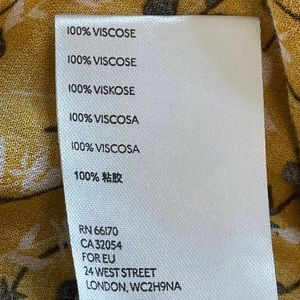 100% VISCOSE
100% VISCOSE
100% VISKOSE
100% VISCOSA
100% VISCOSA
100% 粘胶
RN 66170
CA 32054
FOR EU
24 WEST STREET
LONDON, WC2H9NA